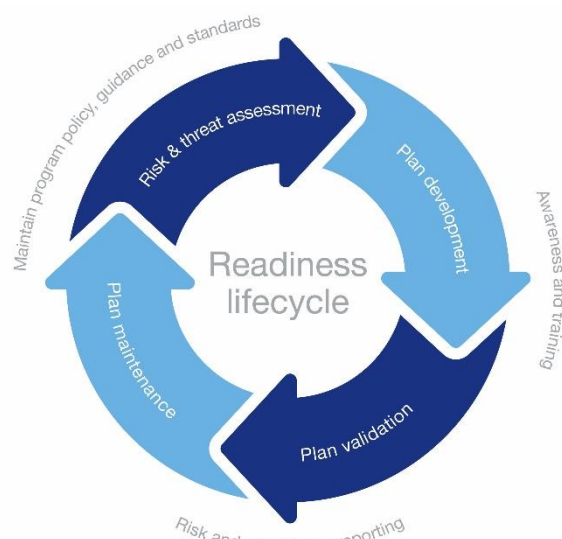 Maintain program policy, guidance and standards
Risk & threat assessment
Plan development
Awareness and training
Readiness
lifecycle
Plan maintenance
Plan validation
Risk and